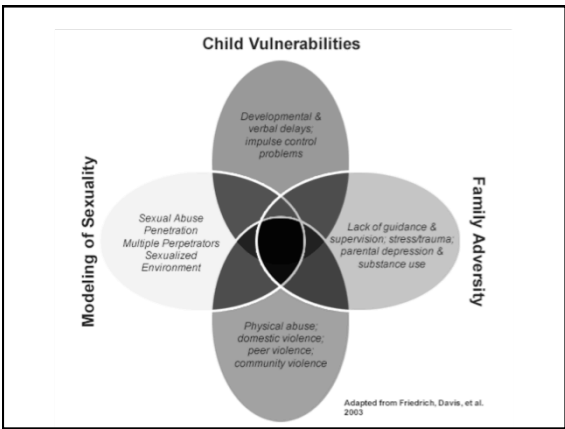 Child Vulnerabilities
Developmental &
verbal delays;
impulse control
problems
Modeling of Sexuality
Sexual Abuse
Penetration
Multiple Perpetrators
Sexualized
Environment
Lack of guidance &
supervision; stress/trauma;
parental depression &
substance use
Family Adversity
Physical abuse;
domestic violence;
peer violence;
community violence
Adapted from Friedrich, Davis, et al.
2003